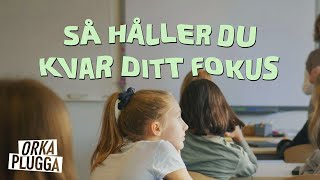 SÅ HÅLLER DU
KVAR DITT FOKUS
ORKA
PLUGGA